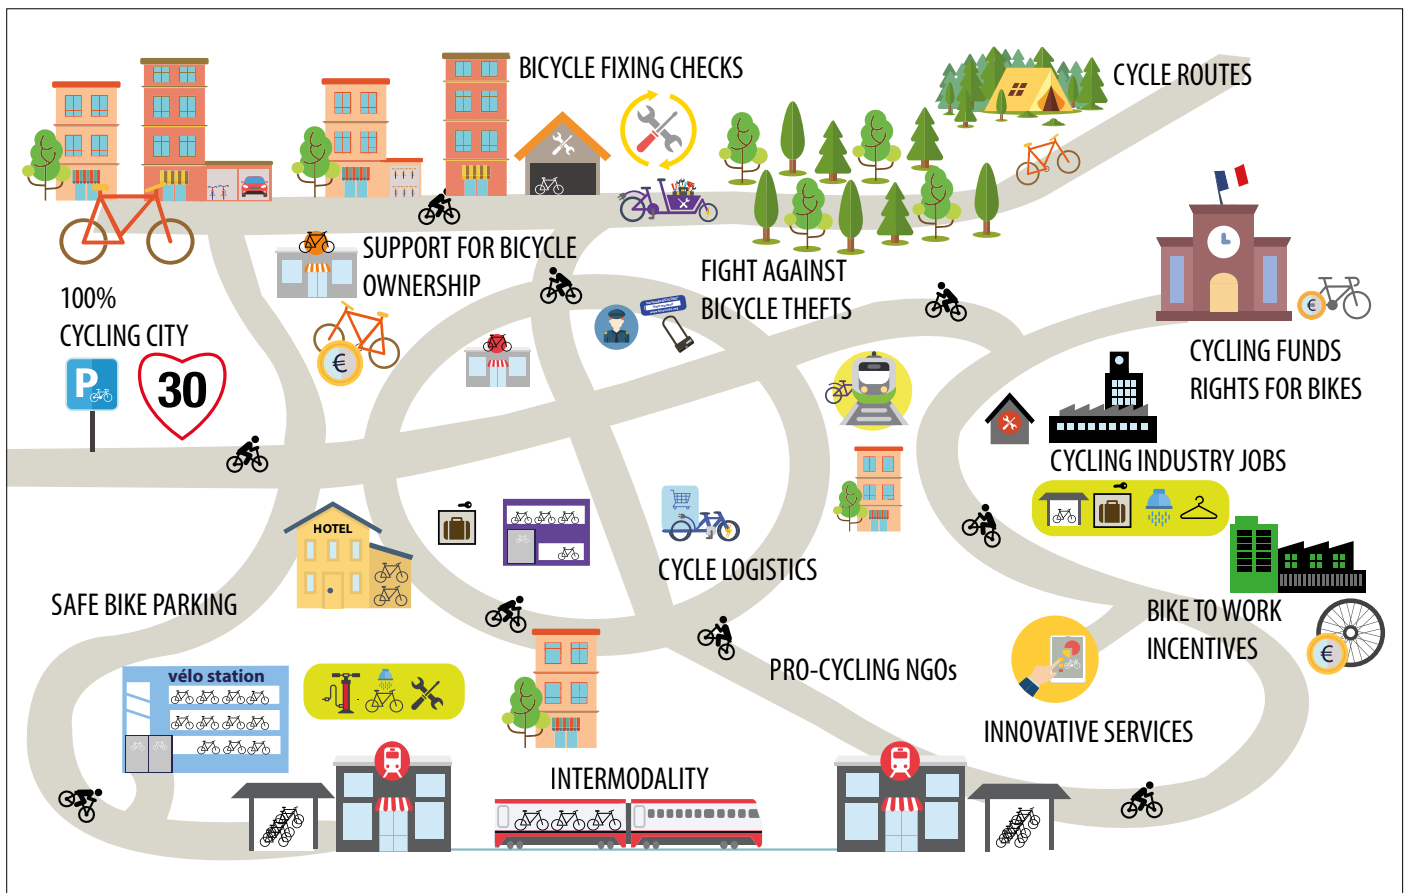 BICYCLE FIXING CHECKS
CYCLE ROUTES
SUPPORT FOR BICYCLE
OWNERSHIP
FIGHT AGAINST
BICYCLE THEFTS
100%
CYCLING CITY
P
30
€
€
CYCLING FUNDS
RIGHTS FOR BIKES
CYCLING INDUSTRY JOBS
HOTEL
CYCLE LOGISTICS
SAFE BIKE PARKING
BIKE TO WORK
INCENTIVES
€
vélo station
PRO-CYCLING NGOs
INNOVATIVE SERVICES
INTERMODALITY